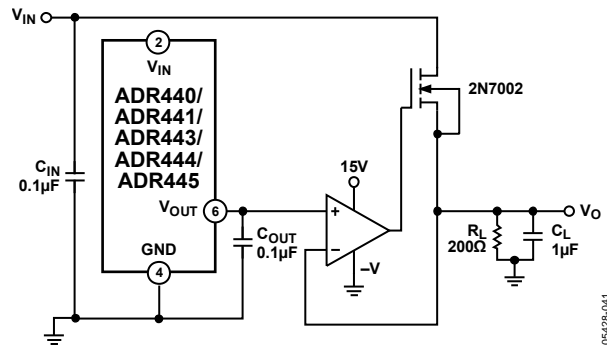 VIN
2
VIN
ADR440/
ADR441/
ADR443/
ADR444/
ADR445
2N7002
CIN
0.1µF
15V
VOUT
6
+
VO
COUT
0.1µF
RL
200Ω
CL
1µF
GND
4
–
–V
05428-041